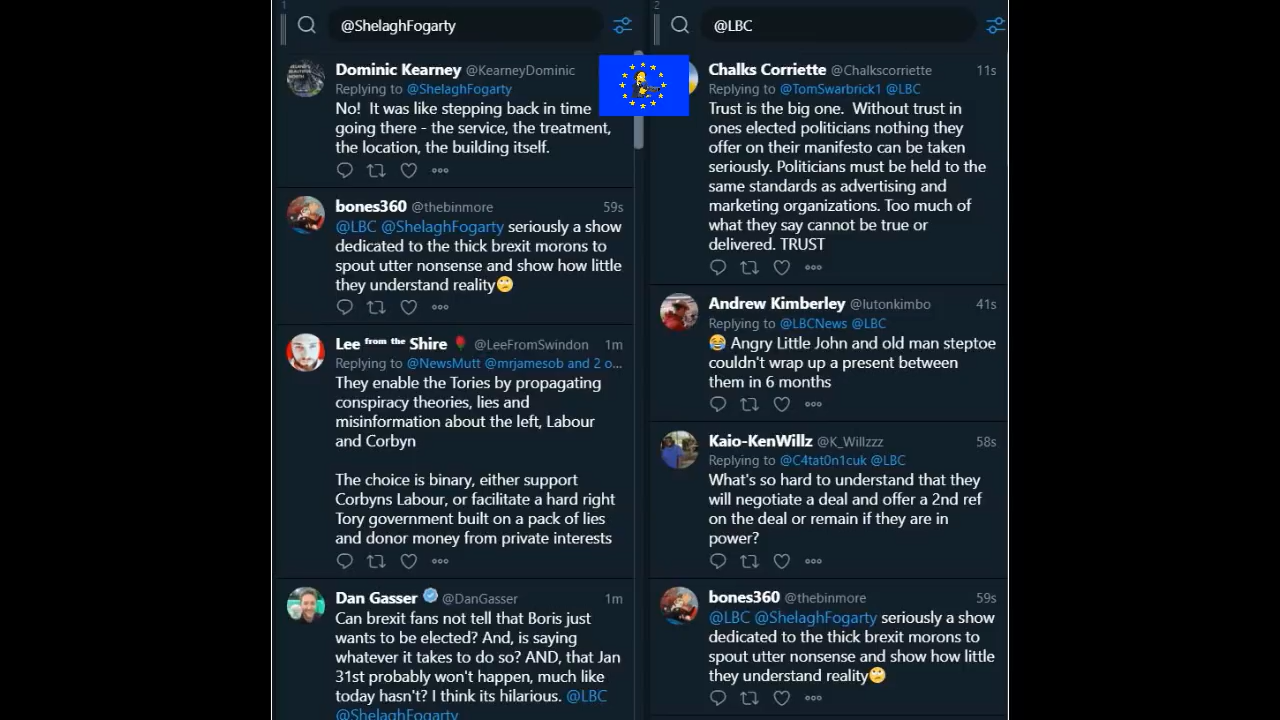 1
@ShelaghFogarty
Dominic Kearney @KearneyDominic
Replying to @ShelaghFogarty
No! It was like stepping back in time
going there - the service, the treatment,
the location, the building itself.
bones360 @thebinmore 59s
@LBC @ShelaghFogarty seriously a show
dedicated to the thick brexit morons to
spout utter nonsense and show how little
they understand reality🙄
Lee from the Shire 🌹 @LeeFromSwindon 1m
Replying to @NewsMutt @mrjamesob and 2 o...
They enable the Tories by propagating
conspiracy theories, lies and
misinformation about the left, Labour
and Corbyn
The choice is binary, either support
Corbyns Labour, or facilitate a hard right
Tory government built on a pack of lies
and donor money from private interests
Dan Gasser @DanGasser 1m
Can brexit fans not tell that Boris just
wants to be elected? And, is saying
whatever it takes to do so? AND, that Jan
31st probably won't happen, much like
today hasn't? I think its hilarious. @LBC
@ShelaghFogarty
2
@LBC
Chalks Corriette @Chalkscorriette 11s
Replying to @TomSwarbrick1 @LBC
Trust is the big one. Without trust in
ones elected politicians nothing they
offer on their manifesto can be taken
seriously. Politicians must be held to the
same standards as advertising and
marketing organizations. Too much of
what they say cannot be true or
delivered. TRUST
Andrew Kimberley @lutonkimbo 41s
Replying to @LBCNews @LBC
😂 Angry Little John and old man steptoe
couldn't wrap up a present between
them in 6 months
Kaio-KenWillz @K_Willzzz 58s
Replying to @C4tat0n1cuk @LBC
What's so hard to understand that they
will negotiate a deal and offer a 2nd ref
on the deal or remain if they are in
power?
bones360 @thebinmore 59s
@LBC @ShelaghFogarty seriously a show
dedicated to the thick brexit morons to
spout utter nonsense and show how little
they understand reality🙄